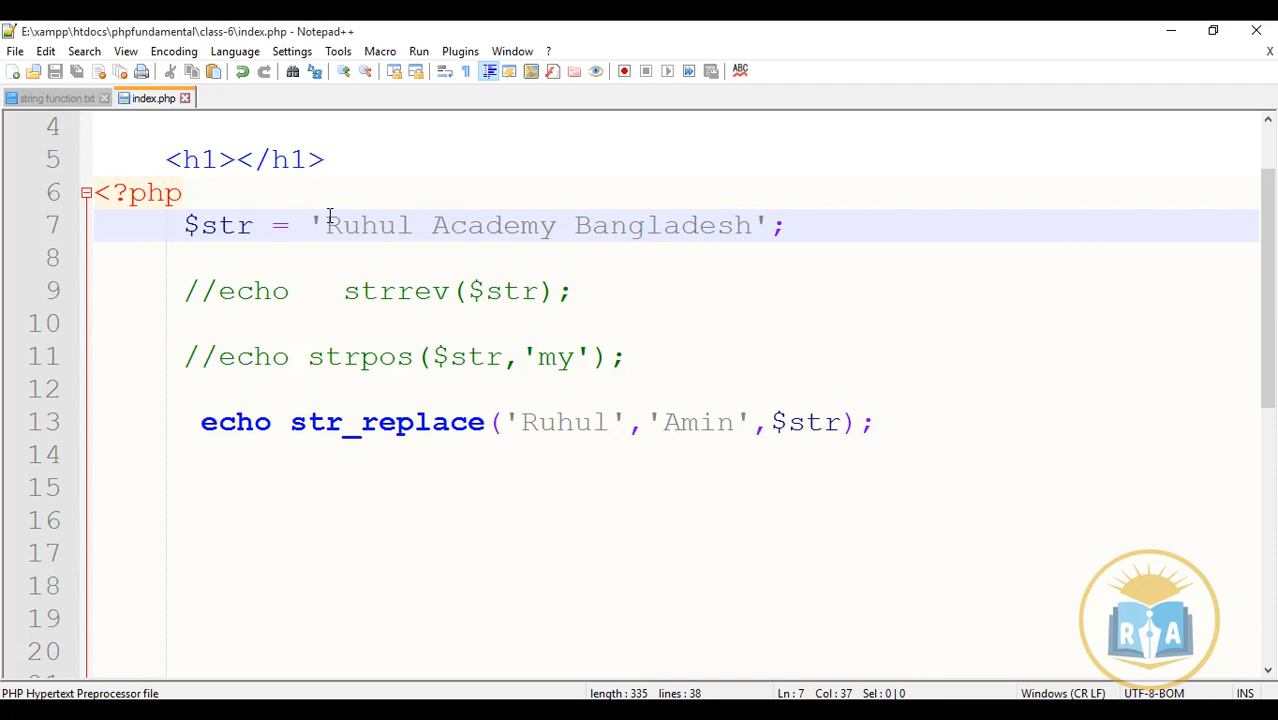 E:\xampp\htdocs\phpfundamental\class-6\index.php - Notepad++
File Edit Search View Encoding Language Settings Tools Macro Run Plugins Window ? X
ABC
string function.txt index.php
4
5 <h1></h1>
6 <?php
7 $str = 'Ruhul Academy Bangladesh';
8
9 //echo   strrev($str);
10
11 //echo strpos($str,'my');
12
13 echo str_replace('Ruhul','Amin',$str);
14
15
16
17
18
19
20
R A
PHP Hypertext Preprocessor file length : 335 lines : 38 Ln : 7 Col : 37 Sel : 0 | 0 Windows (CR LF) UTF-8-BOM INS